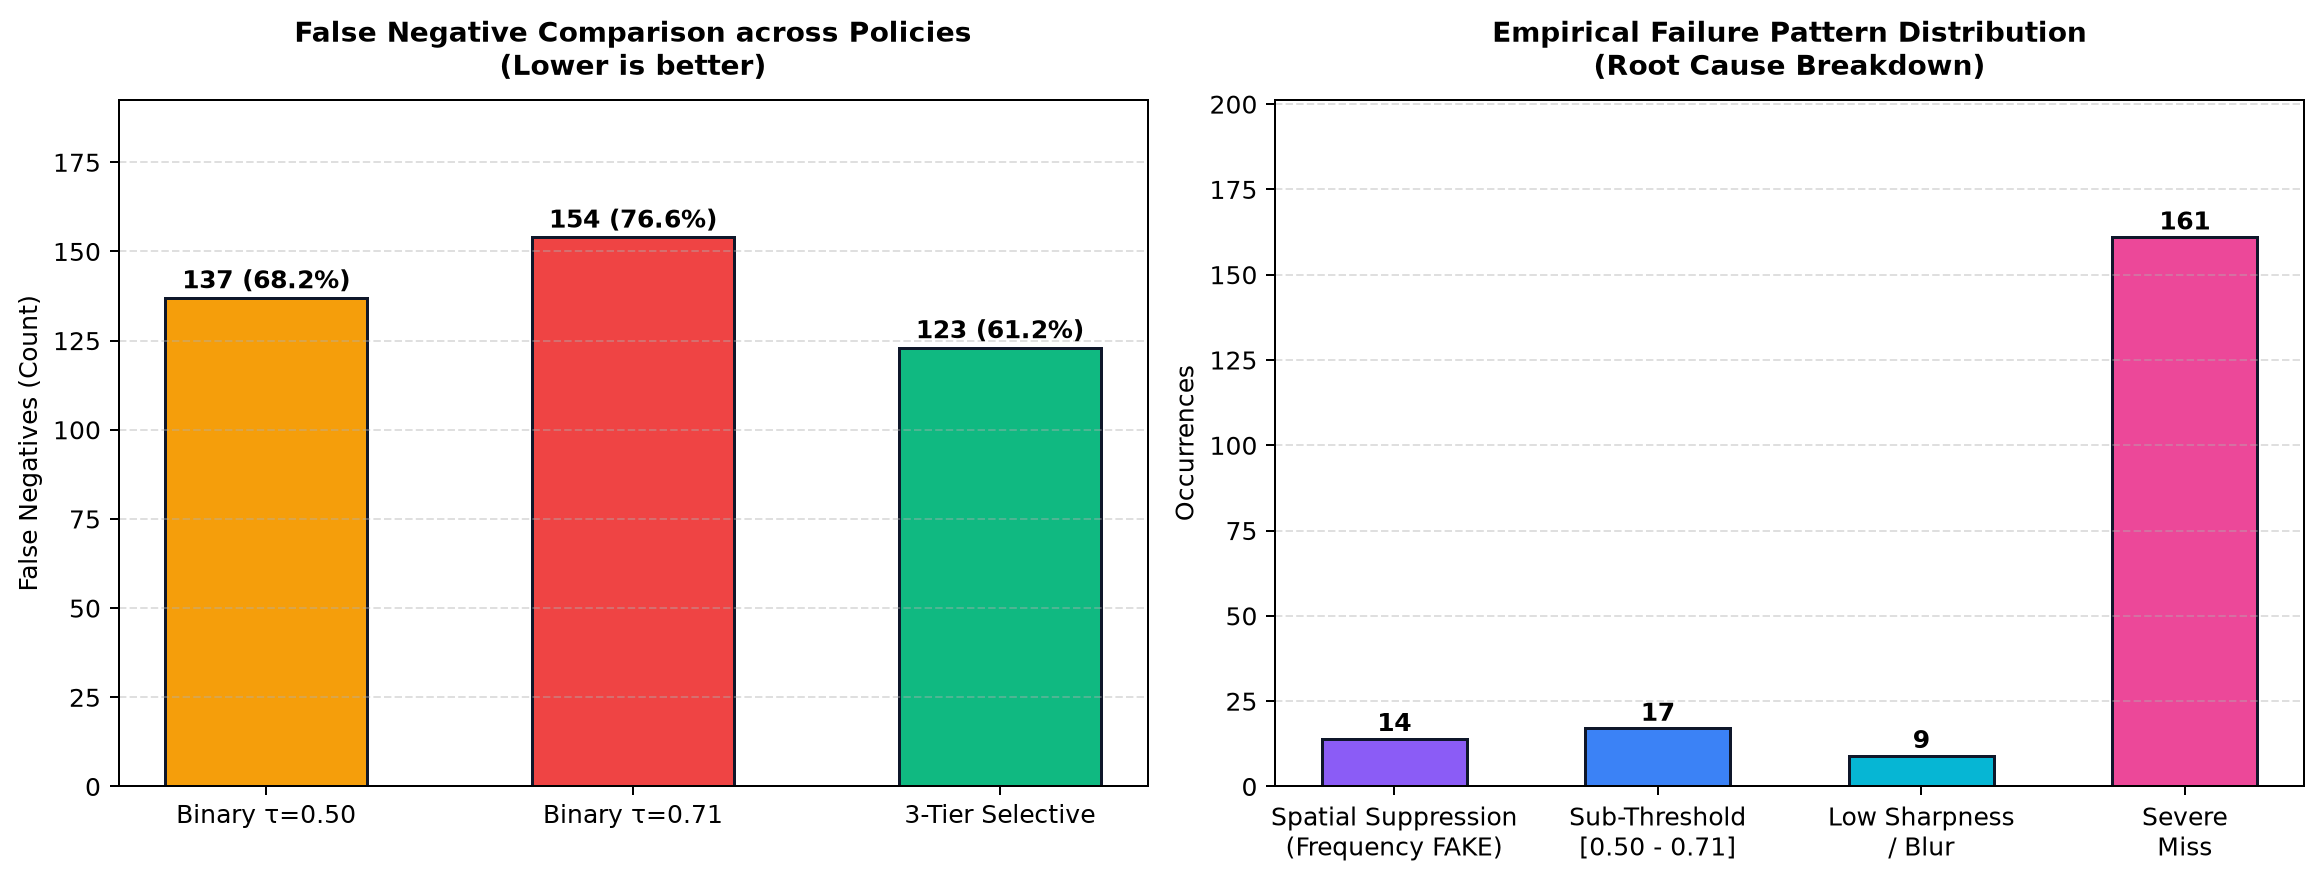 False Negative Comparison across Policies
(Lower is better)
False Negatives (Count)
175
150
125
100
75
50
25
0
137 (68.2%)
154 (76.6%)
123 (61.2%)
Binary τ=0.50
Binary τ=0.71
3-Tier Selective
Empirical Failure Pattern Distribution
(Root Cause Breakdown)
Occurrences
200
175
150
125
100
75
50
25
0
14
17
9
161
Spatial Suppression
(Frequency FAKE)
Sub-Threshold
[0.50 - 0.71]
Low Sharpness
/ Blur
Severe
Miss